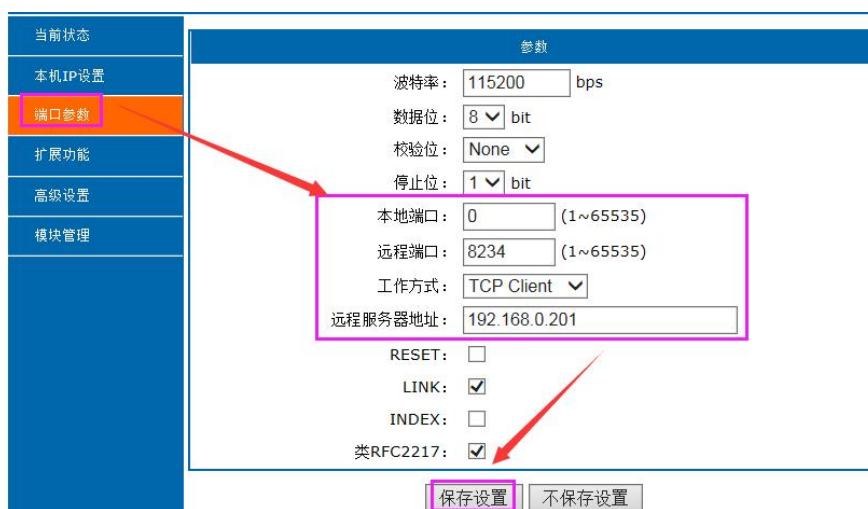 当前状态
本机IP设置
端口参数
扩展功能
高级设置
模块管理
参数
波特率： 115200 bps
数据位： 8 bit
校验位： None
停止位： 1 bit
本地端口： 0 (1~65535)
远程端口： 8234 (1~65535)
工作方式： TCP Client
远程服务器地址： 192.168.0.201
RESET：
LINK：
INDEX：
类RFC2217：
保存设置 不保存设置